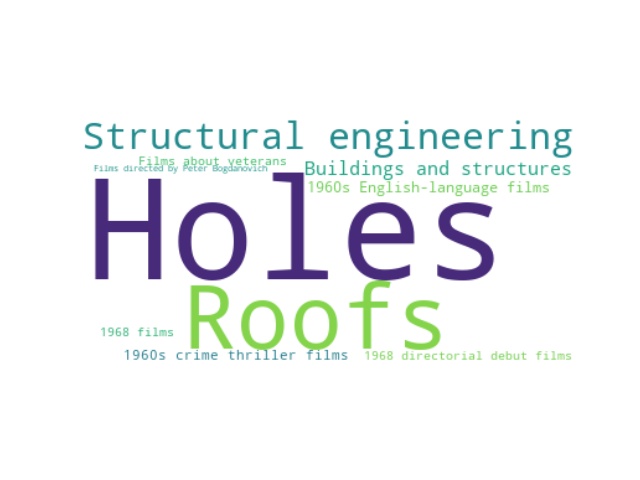 Structural engineering
Films about veterans
Films directed by Peter Bogdanovich
Buildings and structures
1960s English-language films
Holes
Roofs
1968 films
1960s crime thriller films
1968 directorial debut films